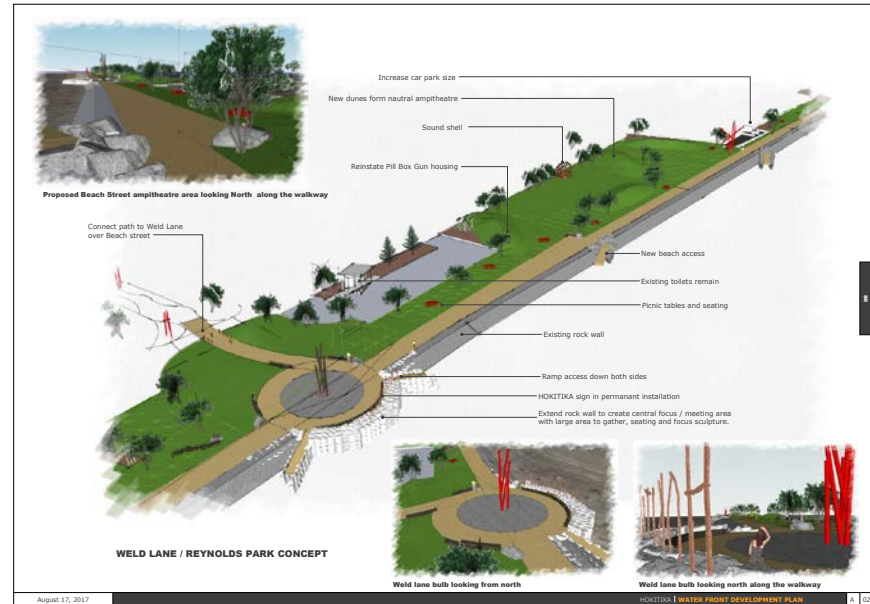 Increase car park size
New dunes form nautral ampitheatre
Sound shell
Reinstate Pill Box Gun housing
Proposed Beach Street ampitheatre area looking North along the walkway
Connect path to Weld Lane
over Beach street
New beach access
Existing toilets remain
Picnic tables and seating
Existing rock wall
Ramp access down both sides
HOKITIKA sign in permanant installation
Extend rock wall to create central focus / meeting area
with large area to gather, seating and focus sculpture.
WELD LANE / REYNOLDS PARK CONCEPT
Weld lane bulb looking from north
Weld lane bulb looking north along the walkway
August 17, 2017
HOKITIKA | WATER FRONT DEVELOPMENT PLAN
A 02